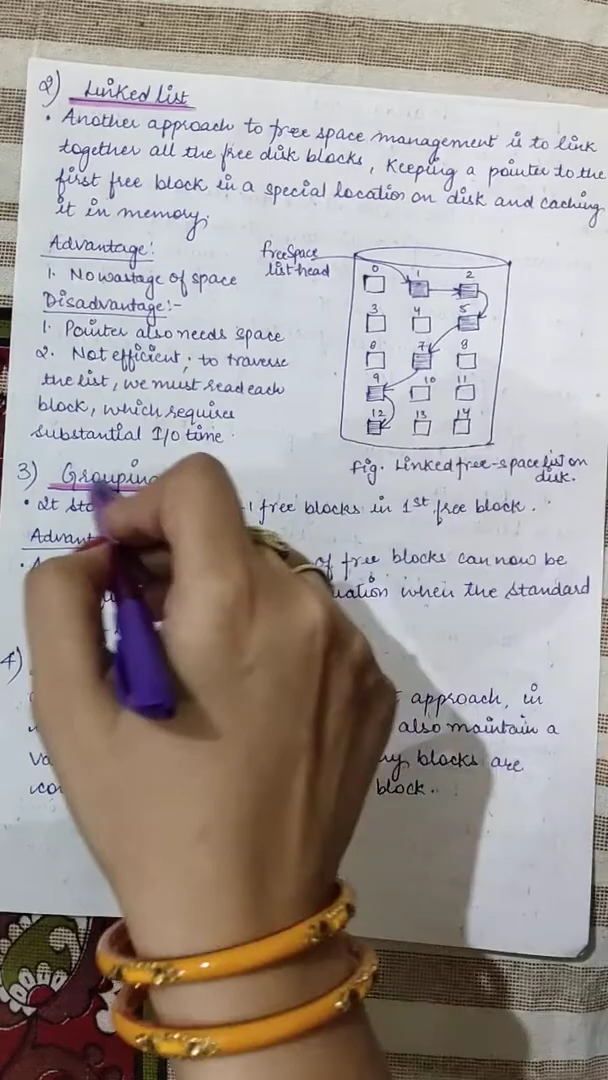 2) Linked List
• Another approach to free space management is to link
together all the free disk blocks, Keeping a pointer to the
first free block in a special location on disk and caching
it in memory.
Advantage:
1. No wastage of space
Disadvantage:-
1. Pointer also needs space
2. Not efficient; to traverse
the list, we must read each
block, which requires
substantial I/O time.
free space
list head
0 1 2
3 4 5
6 7 8
9 10 11
12 13 14
fig. Linked free-space list on
disk.
3) Grouping
• It free blocks in 1st free block.
of free blocks can now be
when the standard
4)
approach, in
also maintain a
blocks are
block.